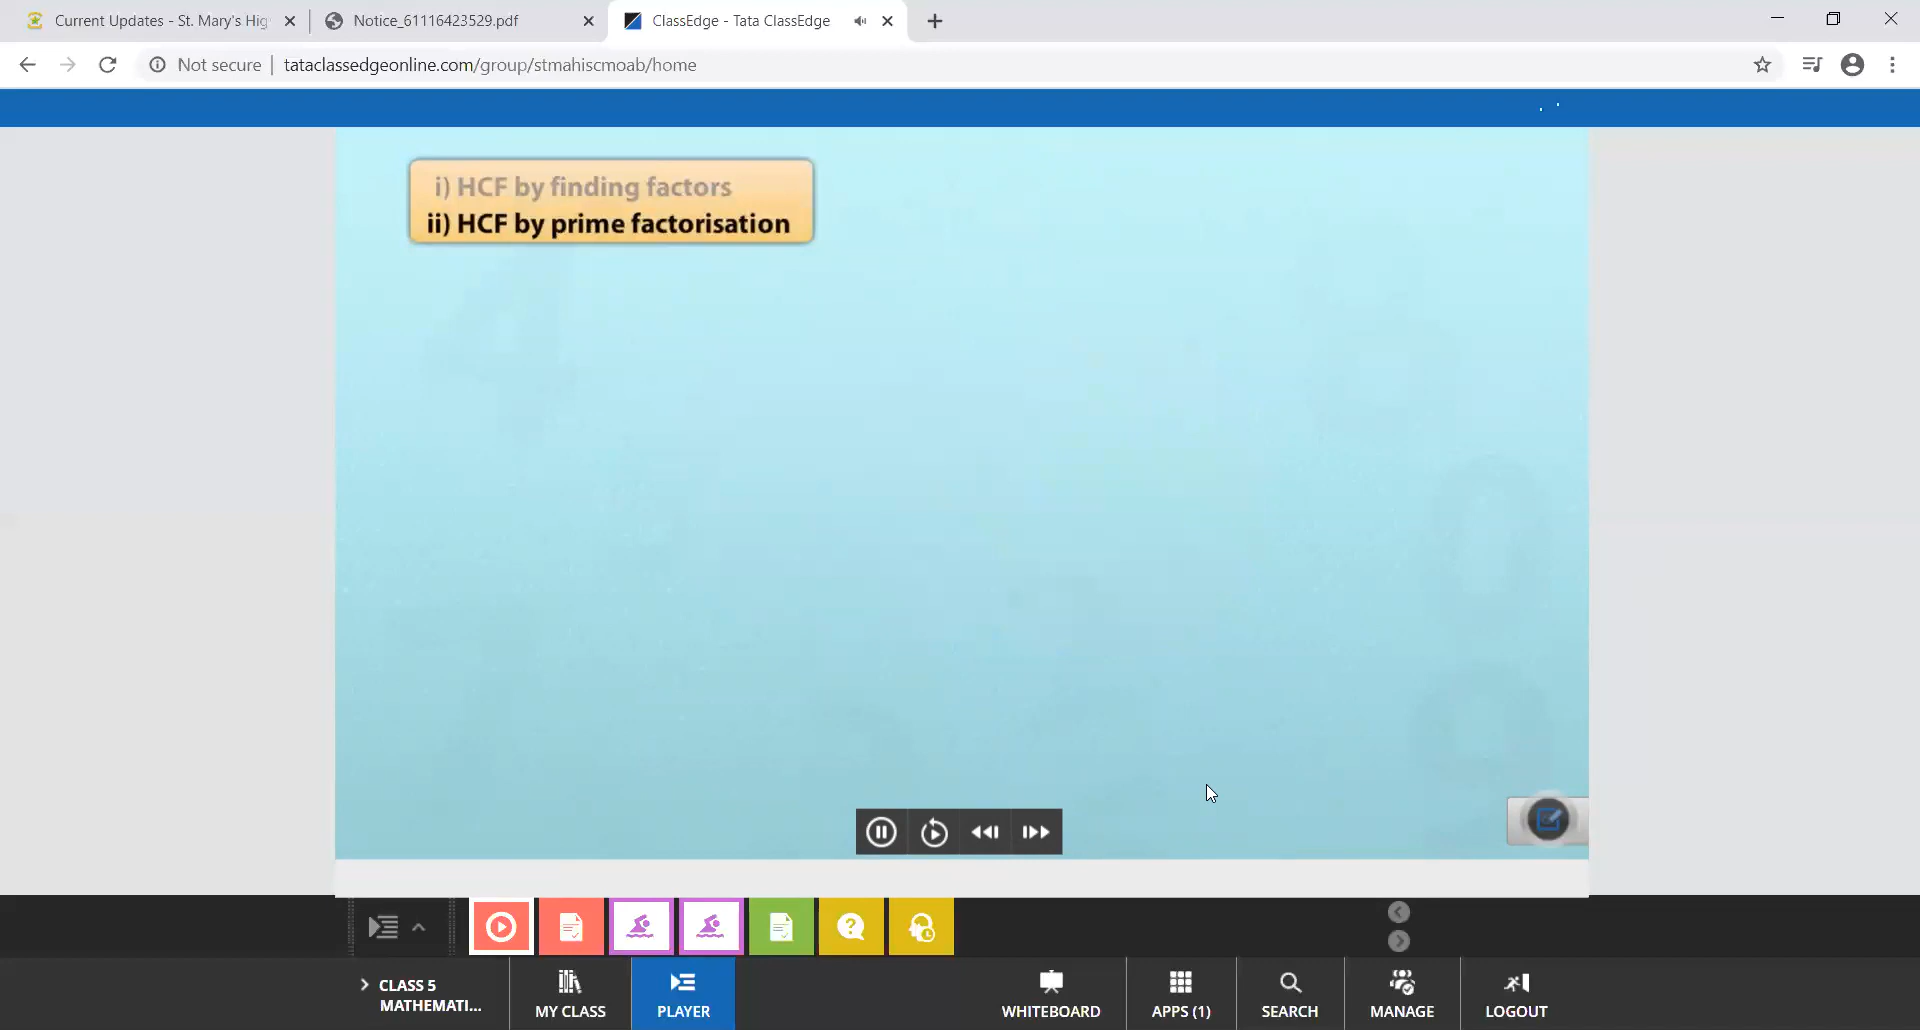 Current Updates - St. Mary's Hig
Notice_61116423529.pdf
ClassEdge - Tata ClassEdge
Not secure
tataclassedgeonline.com/group/stmahiscmoab/home
i) HCF by finding factors
ii) HCF by prime factorisation
CLASS 5
MATHEMATI...
MY CLASS
PLAYER
WHITEBOARD
APPS (1)
SEARCH
MANAGE
LOGOUT